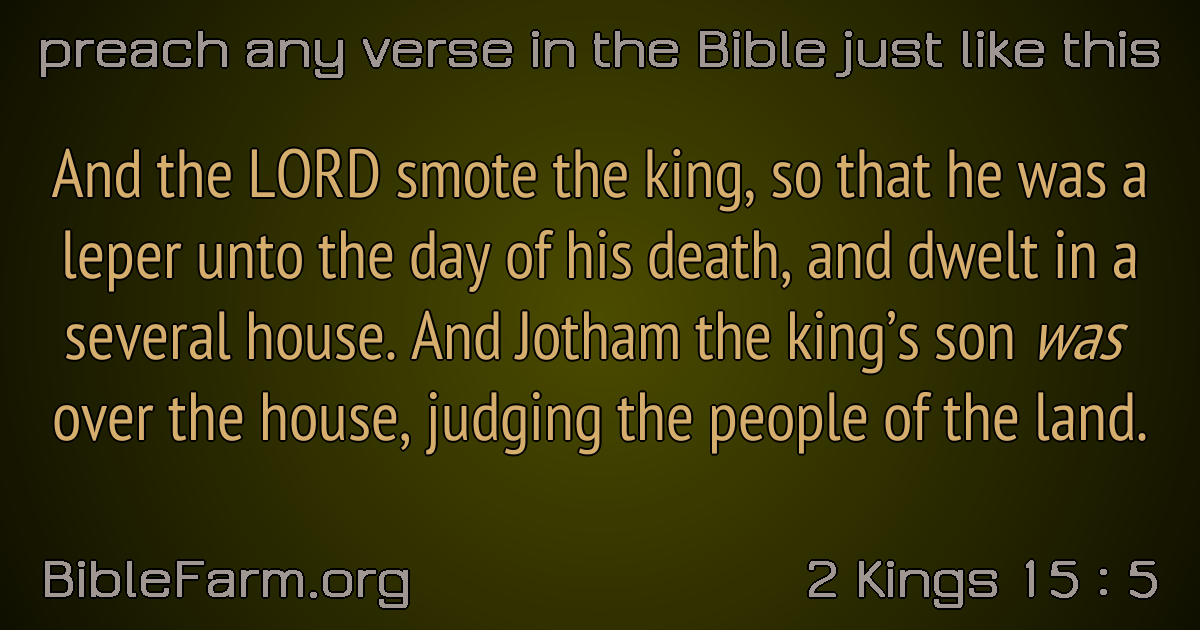 preach any verse in the Bible just like this
And the LORD smote the king, so that he was a
leper unto the day of his death, and dwelt in a
several house. And Jotham the king’s son was
over the house, judging the people of the land.
BibleFarm.org
2 Kings 15 : 5